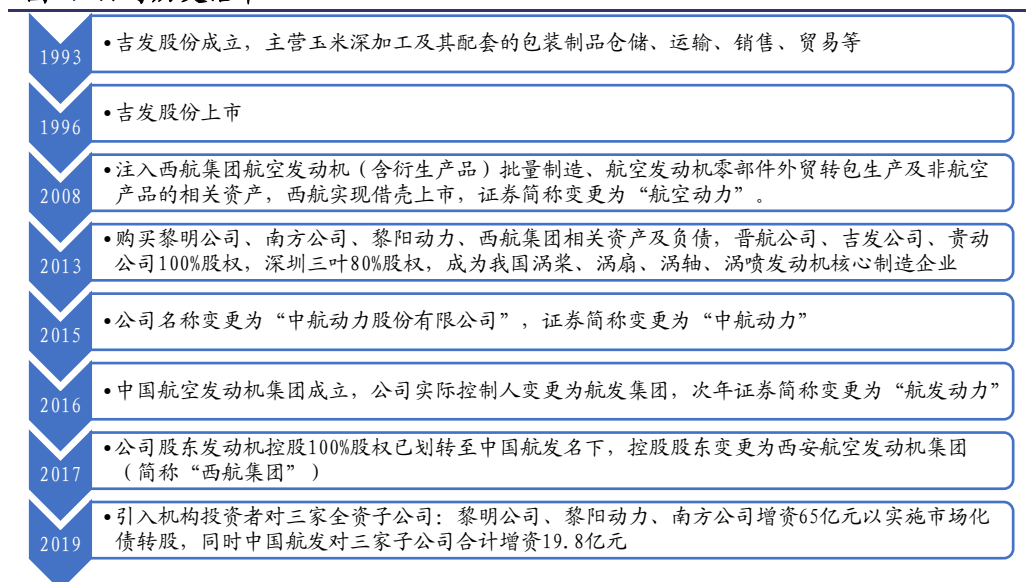 1993
•吉发股份成立，主营玉米深加工及其配套的包装制品仓储、运输、销售、贸易等
1996
•吉发股份上市
2008
•注入西航集团航空发动机（含衍生产品）批量制造、航空发动机零部件外贸转包生产及非航空
产品的相关资产，西航实现借壳上市，证券简称变更为“航空动力”。
2013
•购买黎明公司、南方公司、黎阳动力、西航集团相关资产及负债，晋航公司、吉发公司、贵动
公司100%股权，深圳三叶80%股权，成为我国涡桨、涡扇、涡轴、涡喷发动机核心制造企业
2015
•公司名称变更为“中航动力股份有限公司”，证券简称变更为“中航动力”
2016
•中国航空发动机集团成立，公司实际控制人变更为航发集团，次年证券简称变更为“航发动力”
2017
•公司股东发动机控股100%股权已划转至中国航发名下，控股股东变更为西安航空发动机集团
（简称“西航集团”）
2019
•引入机构投资者对三家全资子公司：黎明公司、黎阳动力、南方公司增资65亿元以实施市场化
债转股，同时中国航发对三家子公司合计增资19.8亿元